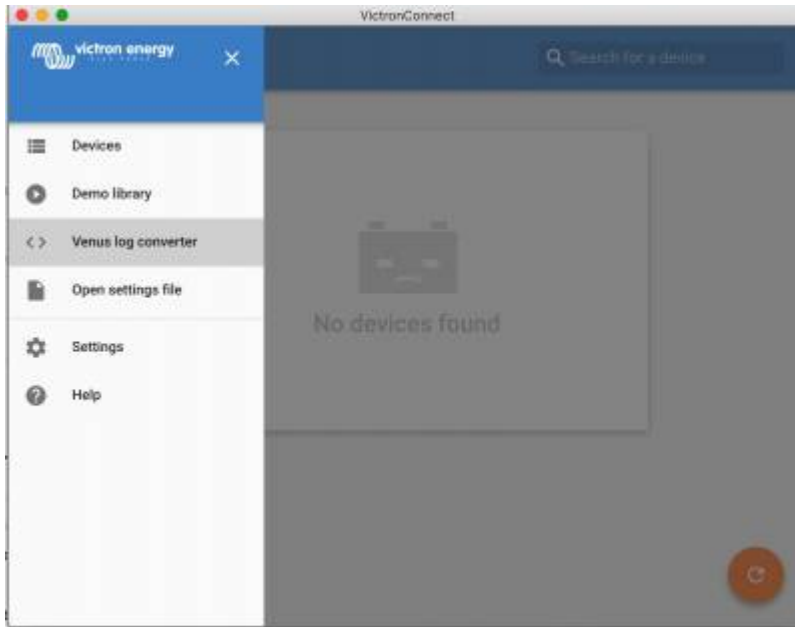 VictronConnect
victron energy
Search for a device
Devices
Demo library
Venus log converter
Open settings file
No devices found
Settings
Help